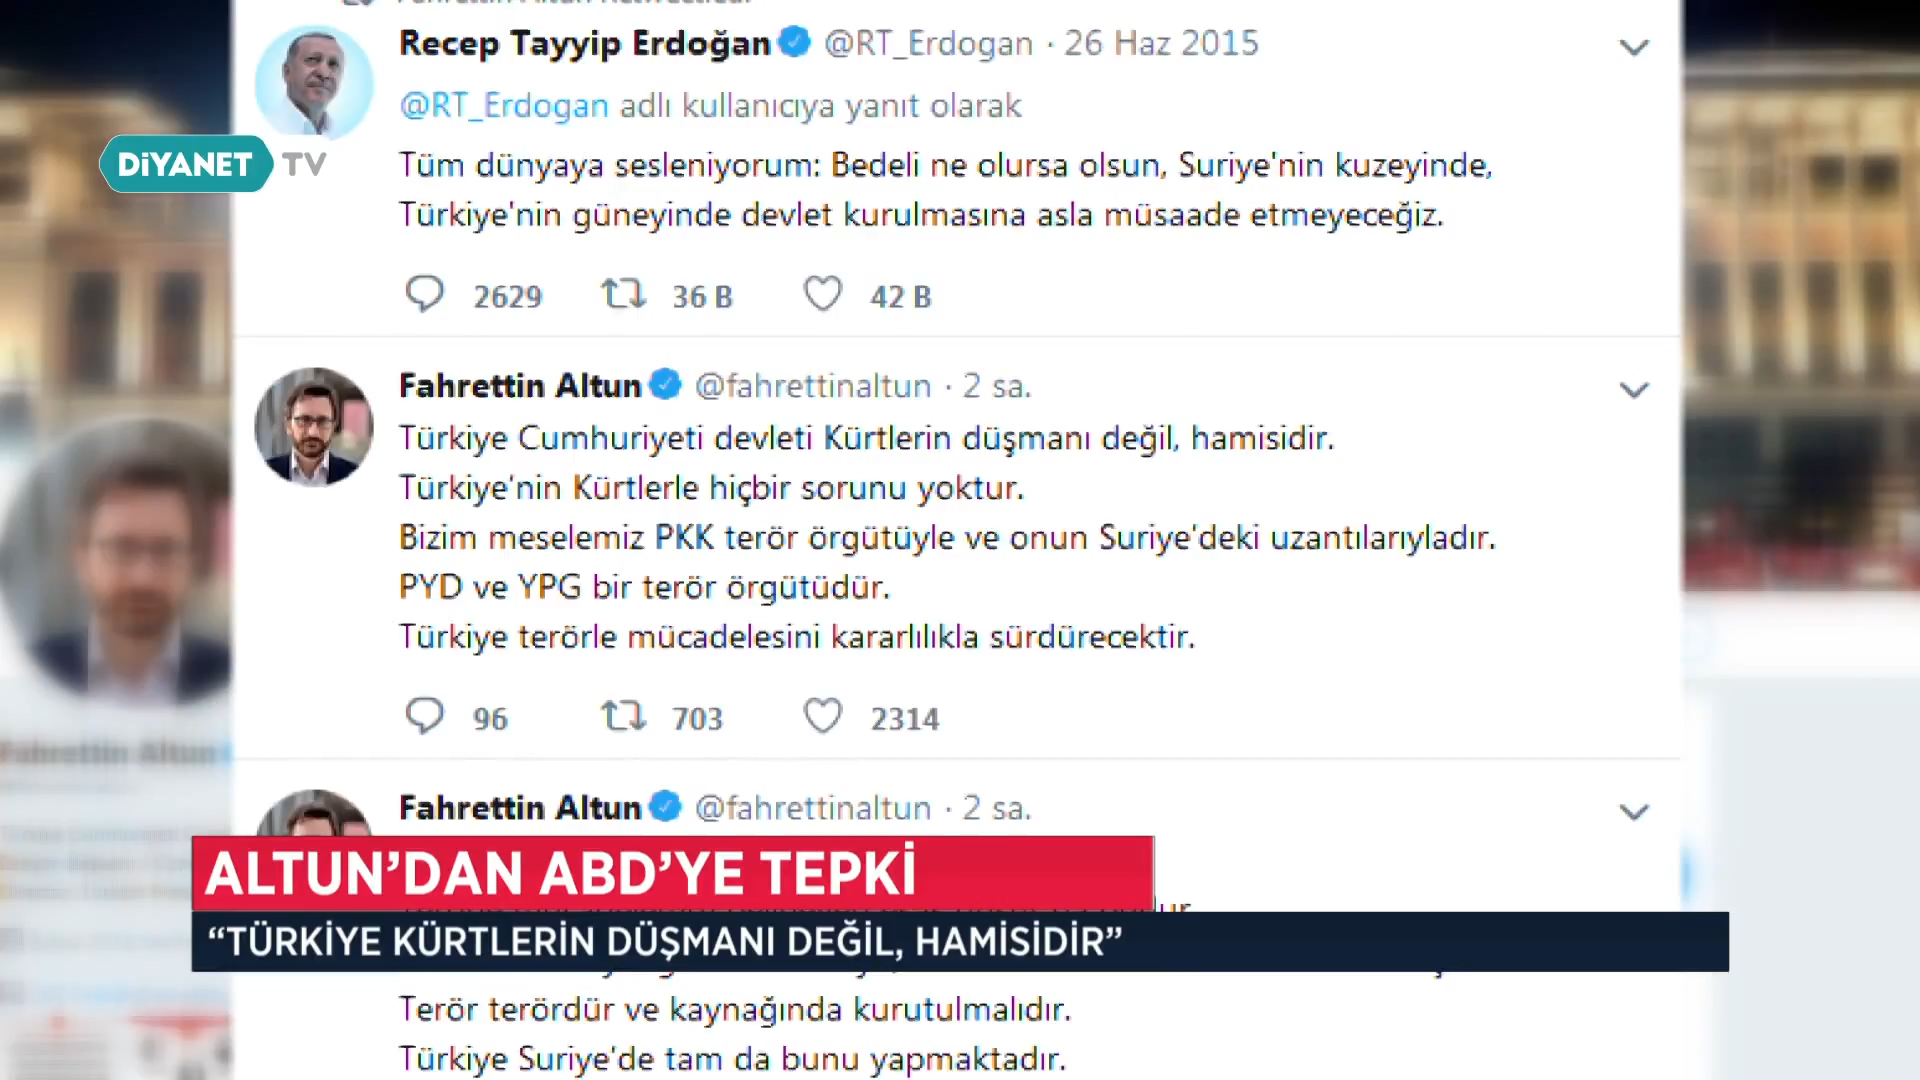 Recep Tayyip Erdoğan @RT_Erdogan · 26 Haz 2015
@RT_Erdogan adlı kullanıcıya yanıt olarak
DİYANET TV
Tüm dünyaya sesleniyorum: Bedeli ne olursa olsun, Suriye'nin kuzeyinde,
Türkiye'nin güneyinde devlet kurulmasına asla müsaade etmeyeceğiz.
2629 36 B 42 B
Fahrettin Altun @fahrettinaltun · 2 sa.
Türkiye Cumhuriyeti devleti Kürtlerin düşmanı değil, hamisidir.
Türkiye'nin Kürtlerle hiçbir sorunu yoktur.
Bizim meselemiz PKK terör örgütüyle ve onun Suriye'deki uzantılarıyladır.
PYD ve YPG bir terör örgütüdür.
Türkiye terörle mücadelesini kararlılıkla sürdürecektir.
96 703 2314
Fahrettin Altun @fahrettinaltun · 2 sa.
ALTUN’DAN ABD’YE TEPKİ
“TÜRKİYE KÜRTLERİN DÜŞMANI DEĞİL, HAMİSİDİR”
Terör terördür ve kaynağında kurutulmalıdır.
Türkiye Suriye'de tam da bunu yapmaktadır.